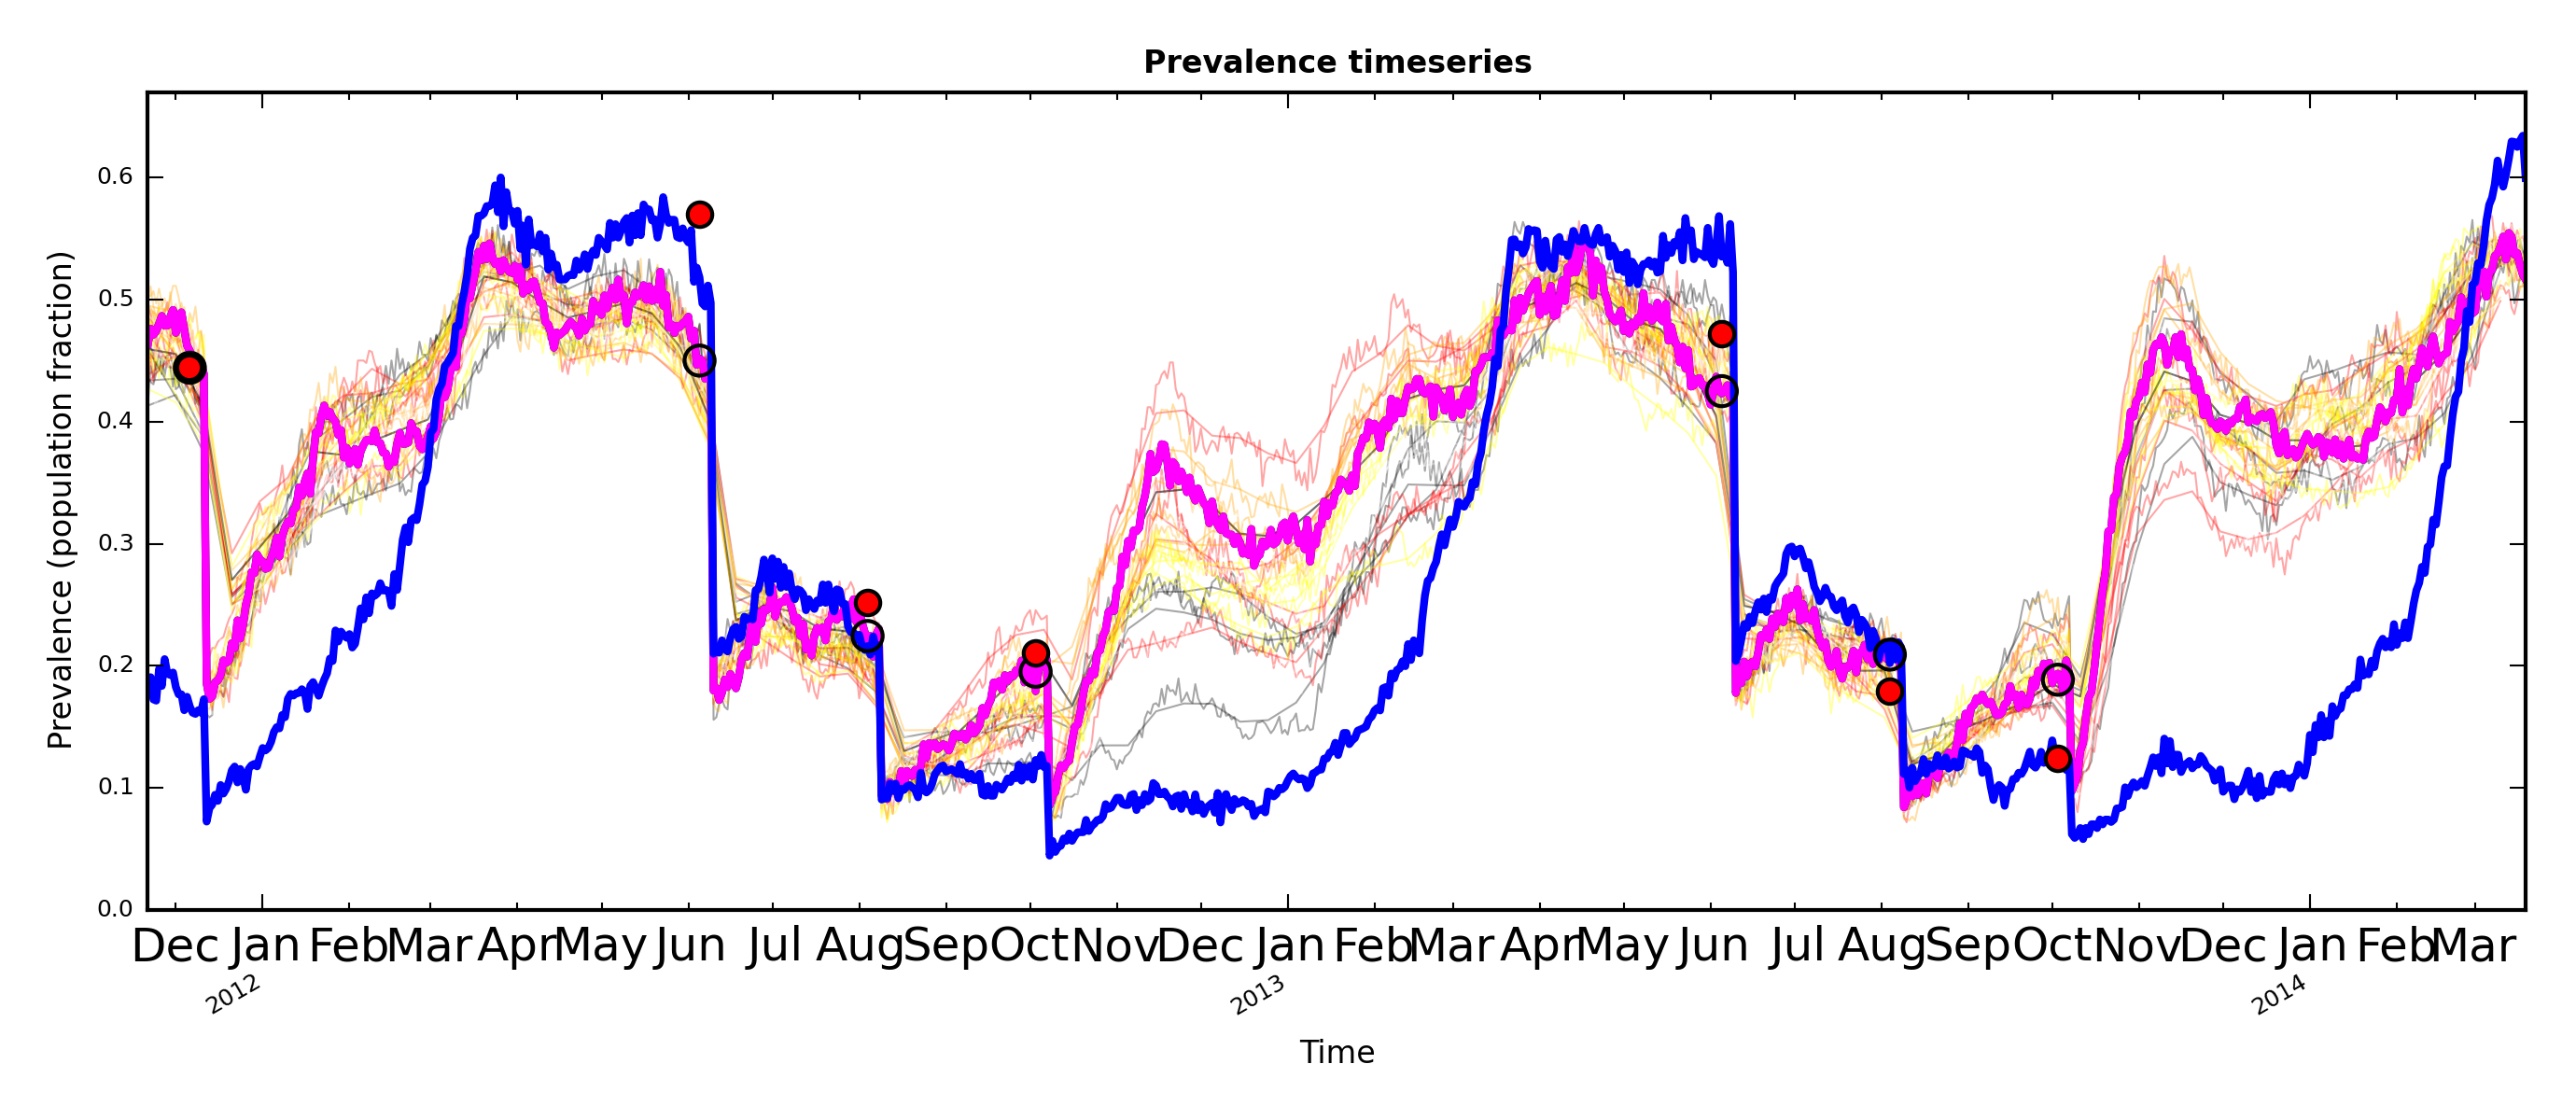 Prevalence timeseries
Prevalence (population fraction)
0.6
0.5
0.4
0.3
0.2
0.1
0.0
Dec Jan Feb Mar Apr May Jun Jul Aug Sep Oct Nov Dec Jan Feb Mar Apr May Jun Jul Aug Sep Oct Nov Dec Jan Feb Mar
2012 2013 2014
Time